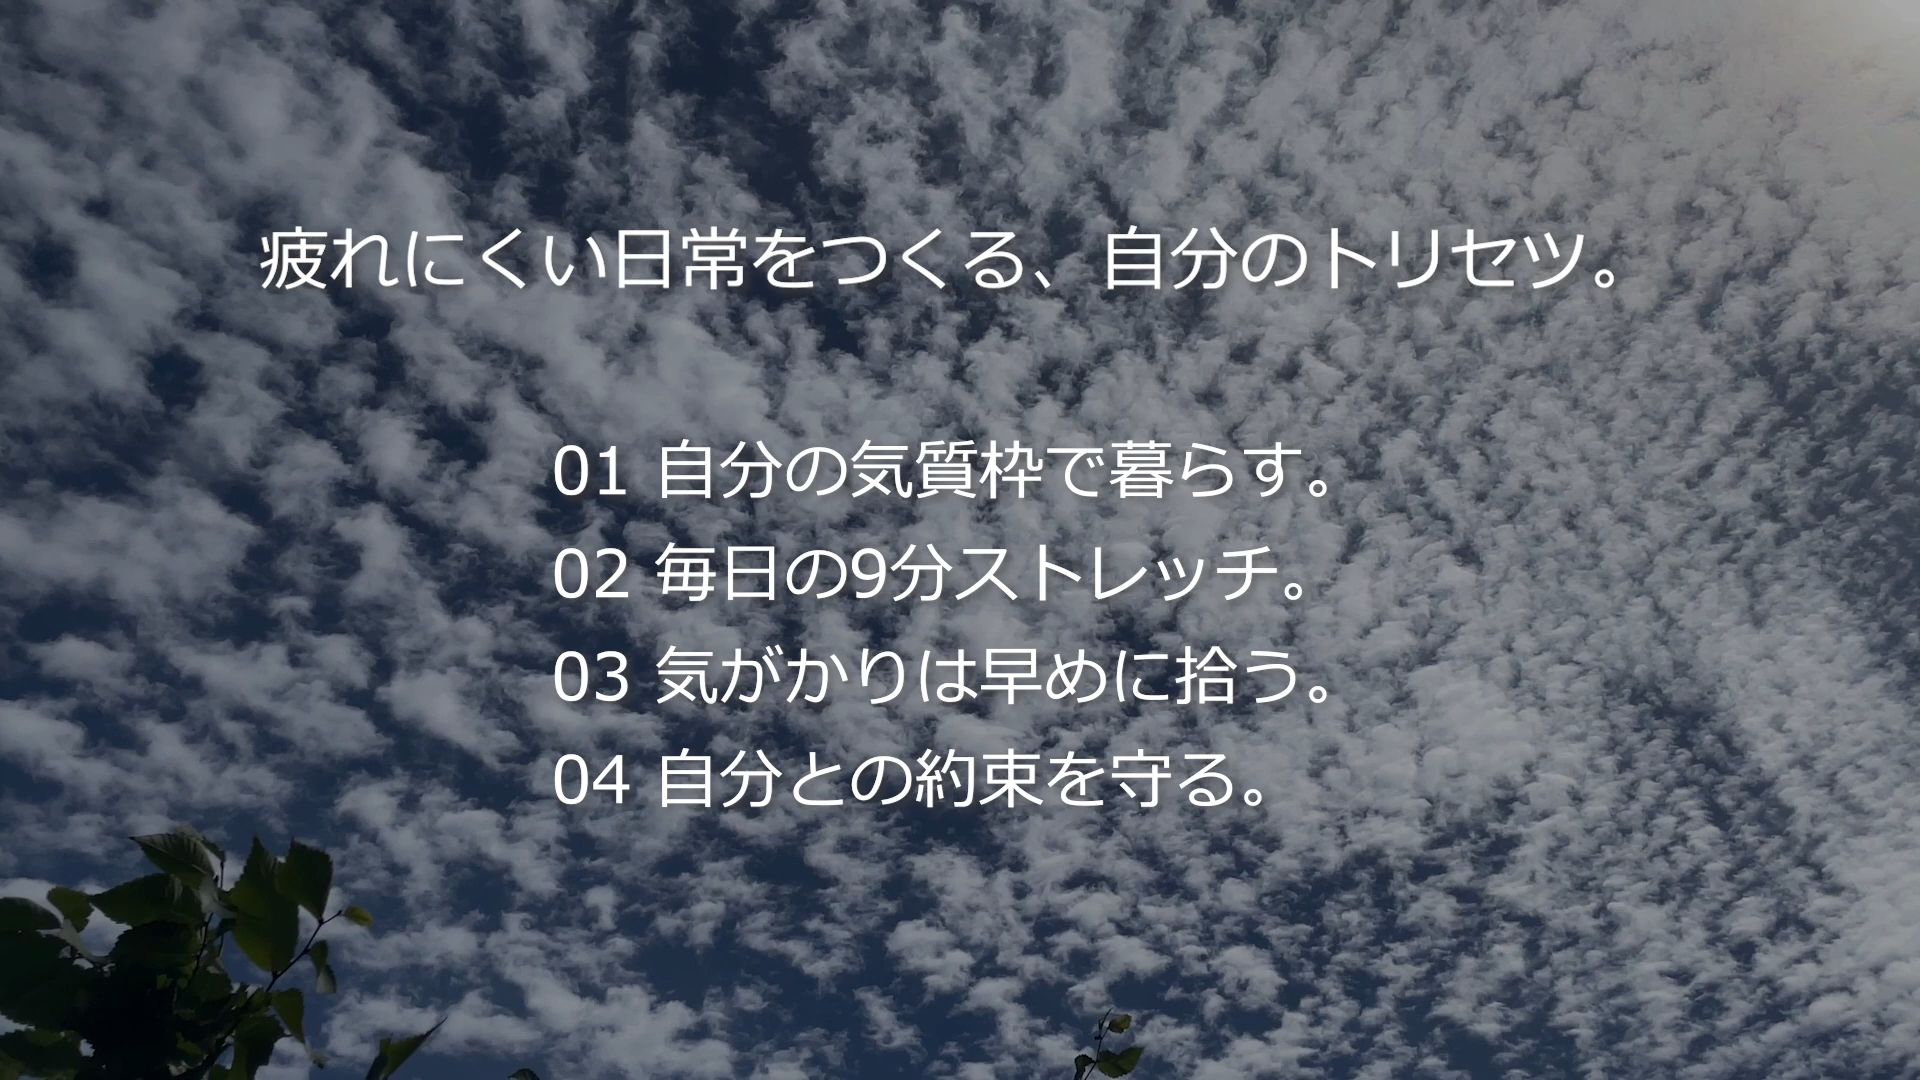 疲れにくい日常をつくる、自分のトリセツ。
01 自分の気質枠で暮らす。
02 毎日の9分ストレッチ。
03 気がかりは早めに拾う。
04 自分との約束を守る。